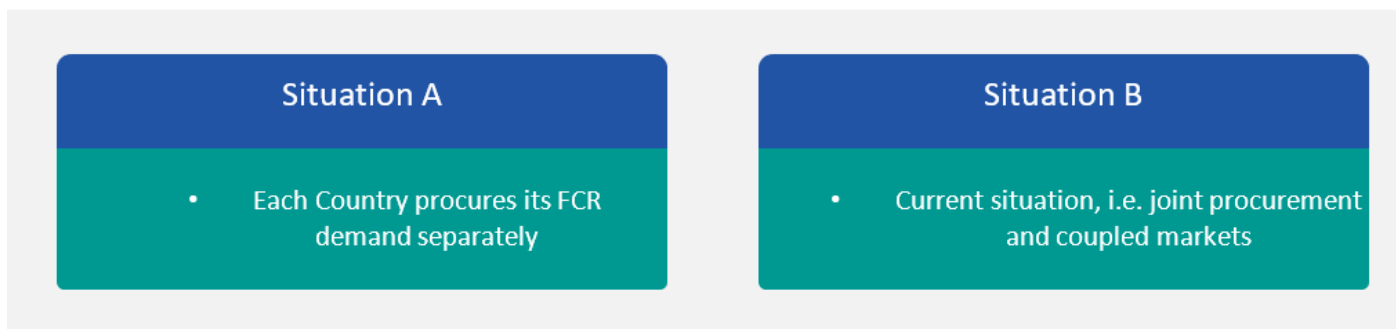 Situation A
• Each Country procures its FCR
demand separately
Situation B
• Current situation, i.e. joint procurement
and coupled markets